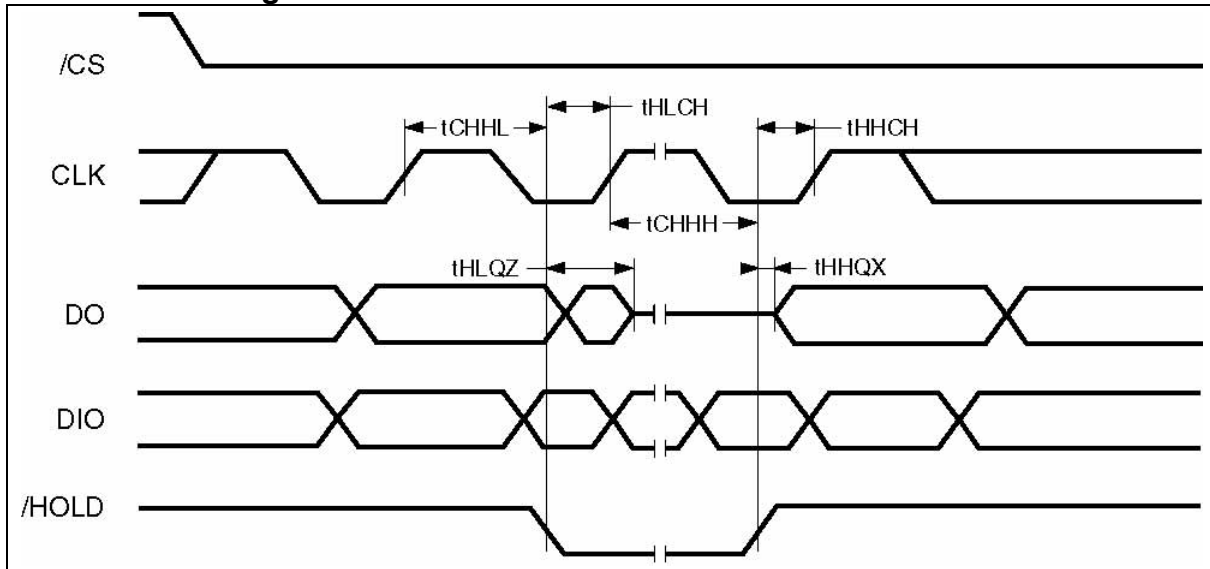 /CS
tHLCH
tCHHL
tHHCH
CLK
tCHHH
tHLQZ
tHHQX
DO
DIO
/HOLD